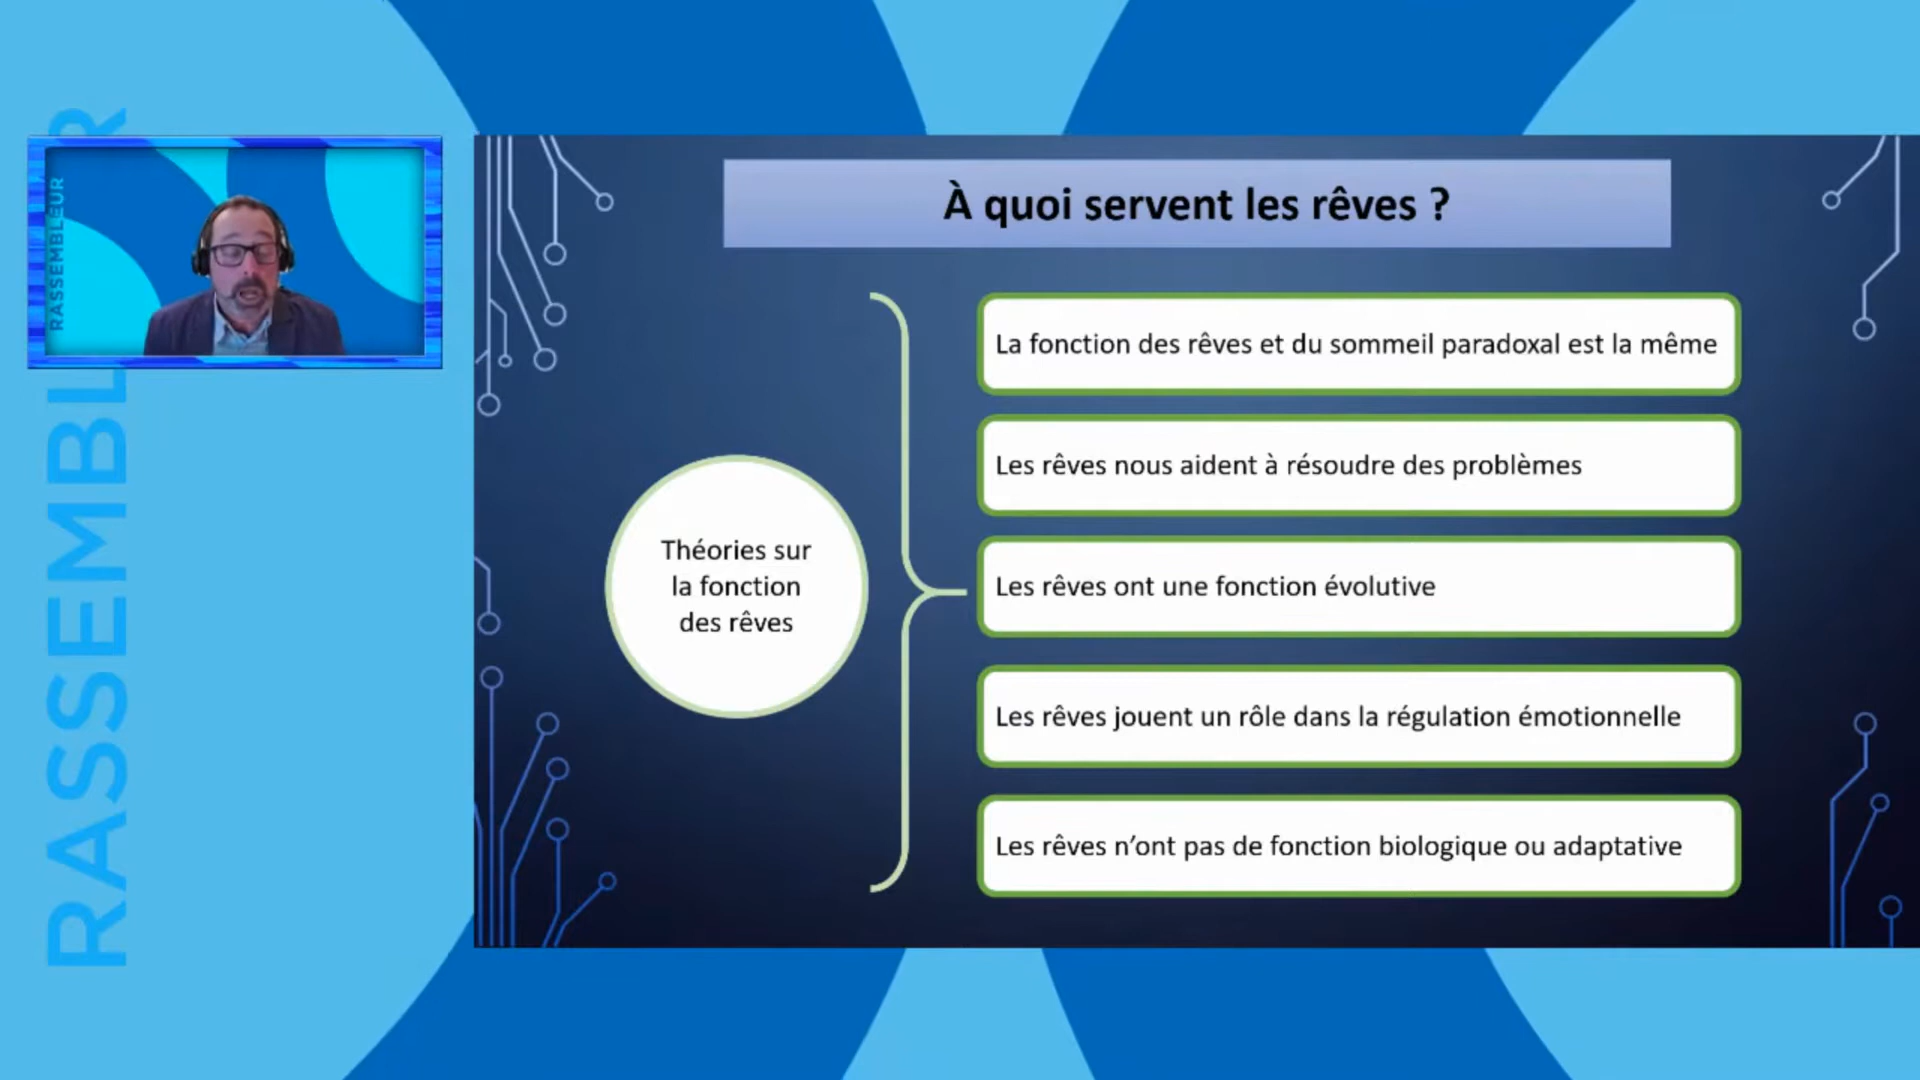 RASSEMBLEUR
RASSEMBLEUR
À quoi servent les rêves ?
Théories sur
la fonction
des rêves
La fonction des rêves et du sommeil paradoxal est la même
Les rêves nous aident à résoudre des problèmes
Les rêves ont une fonction évolutive
Les rêves jouent un rôle dans la régulation émotionnelle
Les rêves n’ont pas de fonction biologique ou adaptative